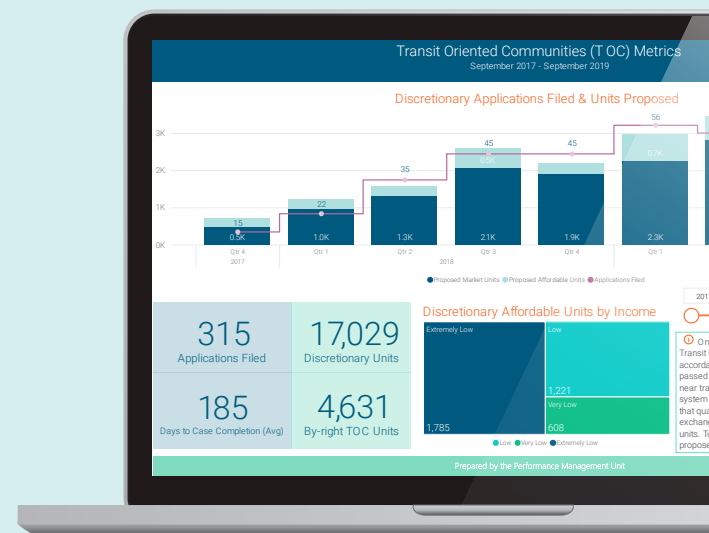 Transit Oriented Communities (TOC) Metrics
September 2017 - September 2019
Discretionary Applications Filed & Units Proposed
3K
2K
1K
0K
15
22
35
45
45
56
0.5K
0.7K
0.5K
1.0K
1.3K
2.1K
1.9K
2.3K
Qtr 4
Qtr 1
Qtr 2
Qtr 3
Qtr 4
Qtr 1
2017
2018
Proposed Market Units
Proposed Affordable Units
Applications Filed
201
315
Applications Filed
17,029
Discretionary Units
185
Days to Case Completion (Avg)
4,631
By-right TOC Units
Discretionary Affordable Units by Income
Extremely Low
1,785
Low
1,221
Very Low
608
Low
Very Low
Extremely Low
On
Transit
accorda
passed
near tra
system
that qua
exchang
units. To
propose
Prepared by the Performance Management Unit